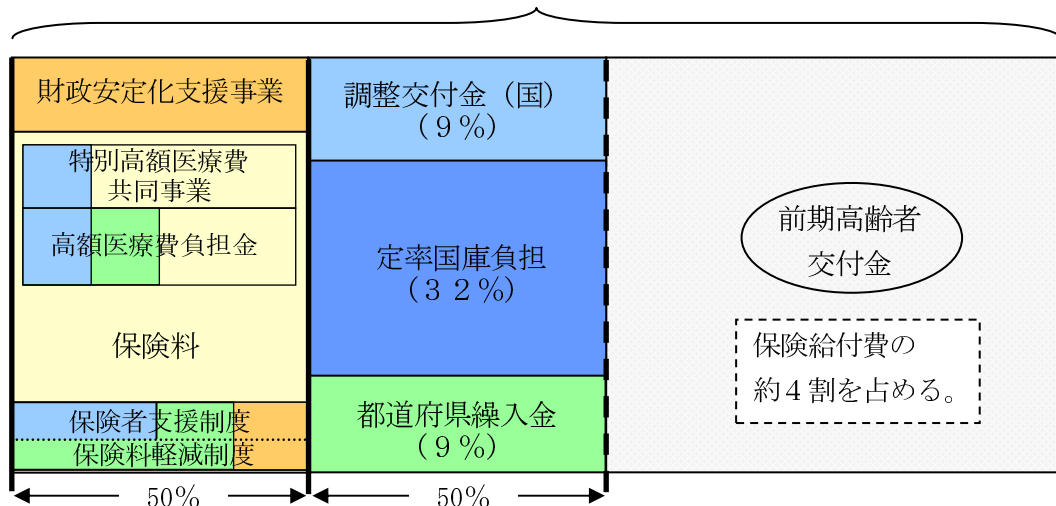 財政安定化支援事業
特別高額医療費
共同事業
高額医療費負担金
保険料
保険者支援制度
保険料軽減制度
50%
調整交付金（国）
（９%）
定率国庫負担
（３２%）
都道府県繰入金
（９%）
50%
前期高齢者
交付金
保険給付費の
約４割を占める。